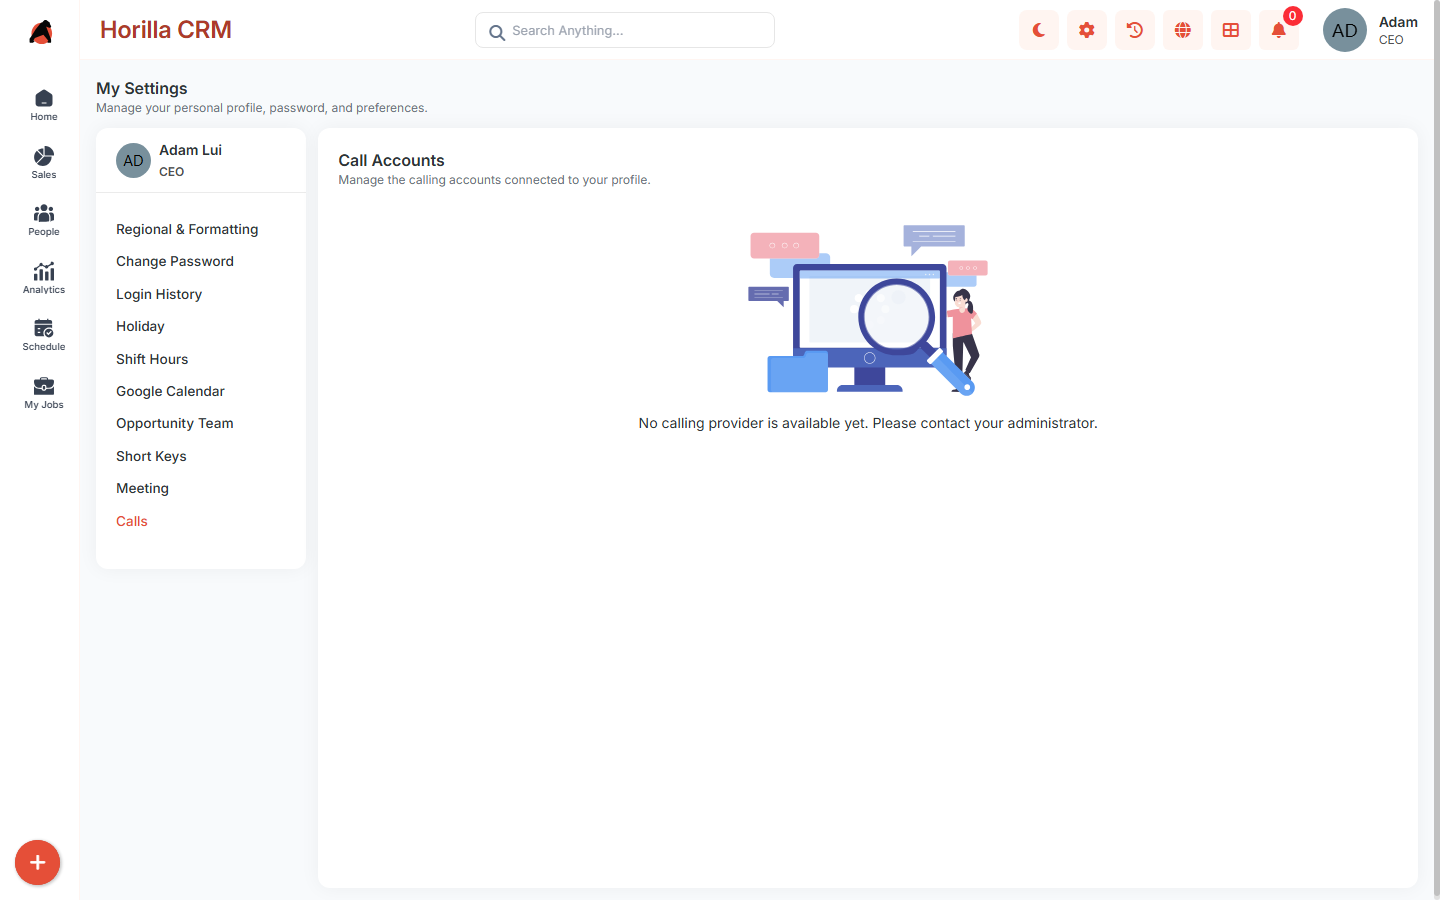 Horilla CRM
Search Anything...
0
AD
Adam
CEO
Home
Sales
People
Analytics
Schedule
My Jobs
My Settings
Manage your personal profile, password, and preferences.
AD
Adam Lui
CEO
Regional & Formatting
Change Password
Login History
Holiday
Shift Hours
Google Calendar
Opportunity Team
Short Keys
Meeting
Calls
Call Accounts
Manage the calling accounts connected to your profile.
No calling provider is available yet. Please contact your administrator.